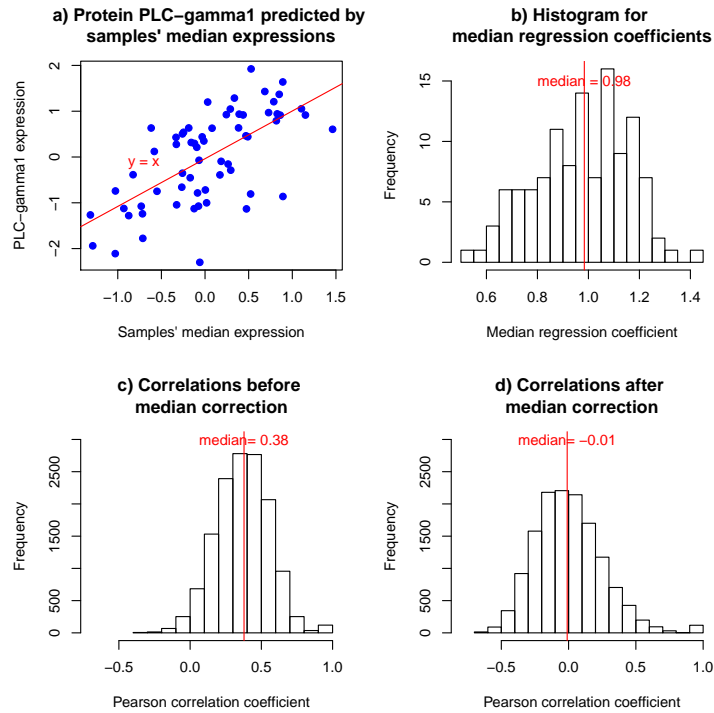 a) Protein PLC−gamma1 predicted by
samples' median expressions
PLC−gamma1 expression
2
1
0
−1
−2
y = x
−1.0 −0.5 0.0 0.5 1.0 1.5
Samples' median expression
b) Histogram for
median regression coefficients
Frequency
15
10
5
0
median = 0.98
0.6 0.8 1.0 1.2 1.4
Median regression coefficient
c) Correlations before
median correction
Frequency
2500
1500
500
0
median= 0.38
−0.5 0.0 0.5 1.0
Pearson correlation coefficient
d) Correlations after
median correction
Frequency
2500
1500
500
0
median= −0.01
−0.5 0.0 0.5 1.0
Pearson correlation coefficient